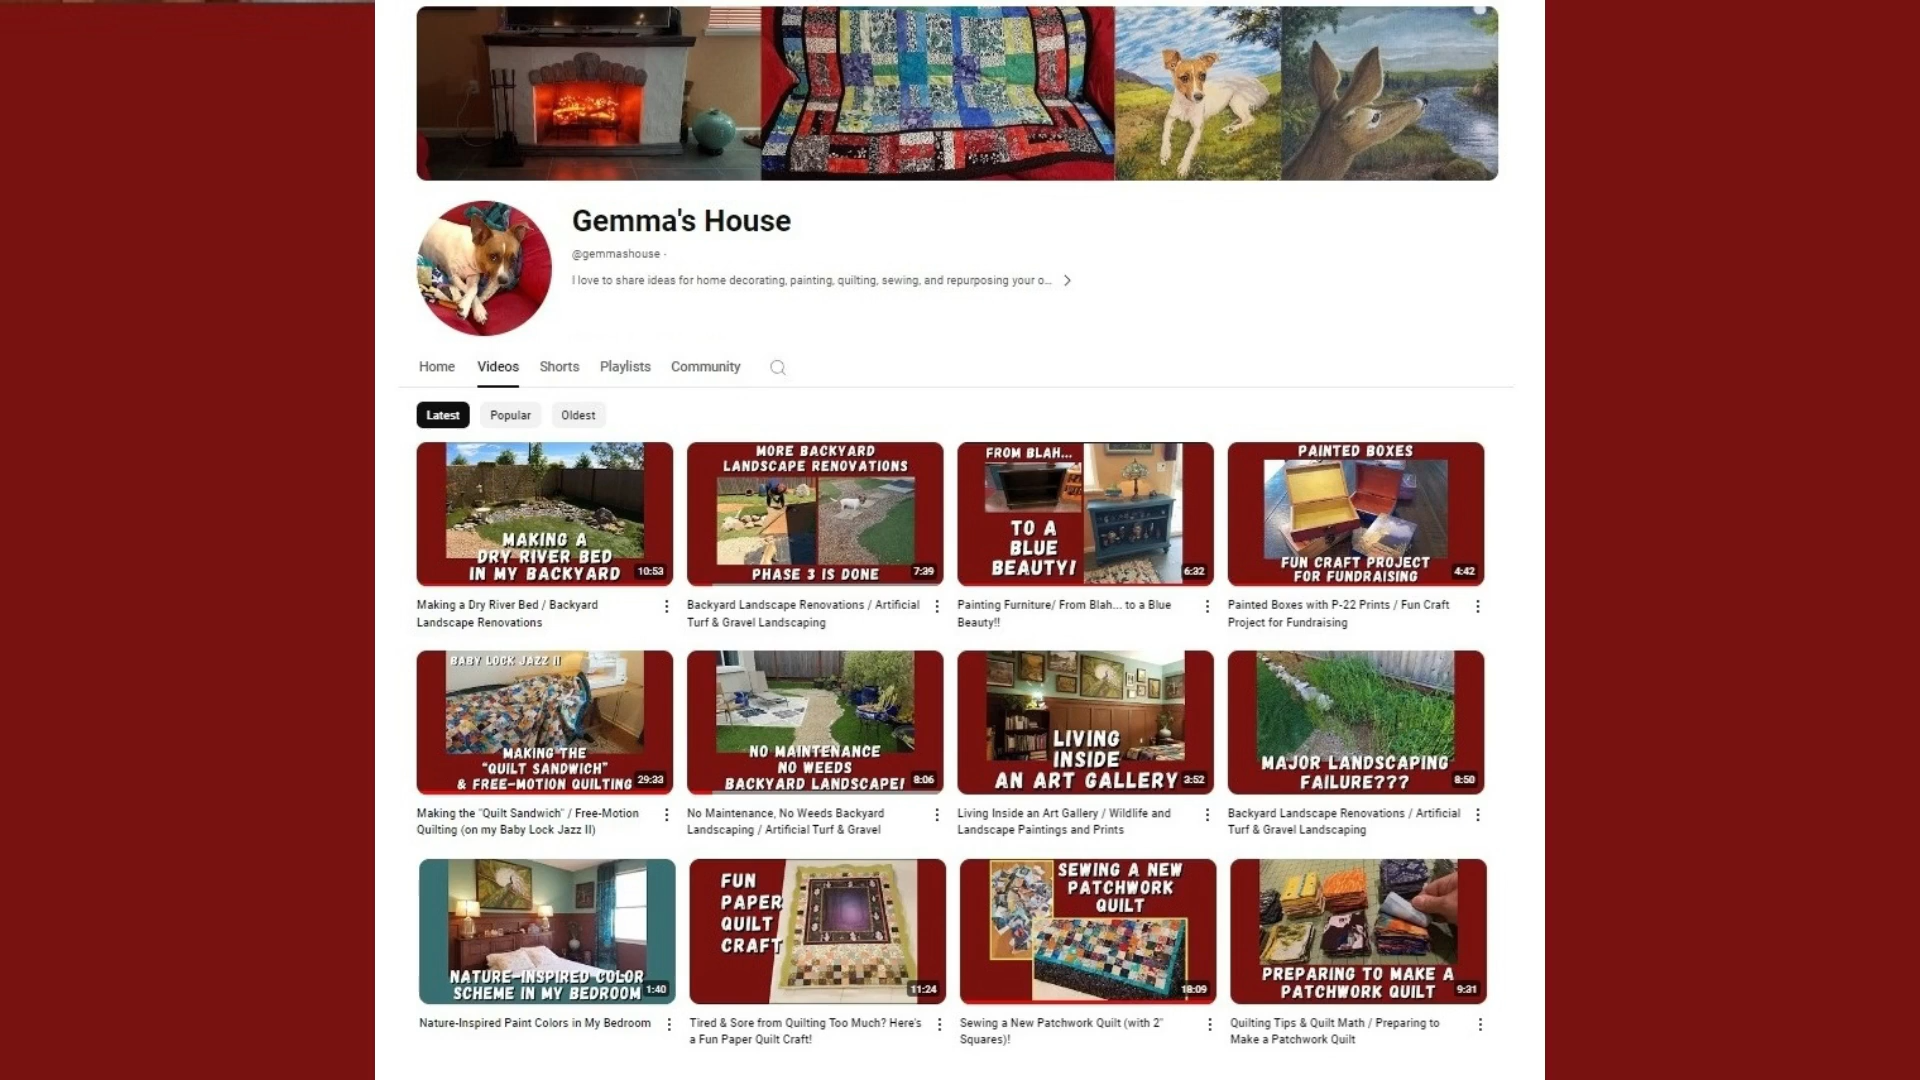 Gemma's House
@gemmashouse ·
I love to share ideas for home decorating, painting, quilting, sewing, and repurposing your o...
Home Videos Shorts Playlists Community
Latest Popular Oldest
MAKING A
DRY RIVER BED
IN MY BACKYARD
10:53
Making a Dry River Bed / Backyard
Landscape Renovations
MORE BACKYARD
LANDSCAPE RENOVATIONS
PHASE 3 IS DONE
7:39
Backyard Landscape Renovations / Artificial
Turf & Gravel Landscaping
FROM BLAH...
TO A
BLUE
BEAUTY!
6:32
Painting Furniture/ From Blah... to a Blue
Beauty!!
PAINTED BOXES
FUN CRAFT PROJECT
FOR FUNDRAISING
4:42
Painted Boxes with P-22 Prints / Fun Craft
Project for Fundraising
BABY LOCK JAZZ II
MAKING THE
"QUILT SANDWICH"
& FREE-MOTION QUILTING
29:33
Making the "Quilt Sandwich" / Free-Motion
Quilting (on my Baby Lock Jazz II)
NO MAINTENANCE
NO WEEDS
BACKYARD LANDSCAPE!
8:06
No Maintenance, No Weeds Backyard
Landscaping / Artificial Turf & Gravel
LIVING
INSIDE
AN ART GALLERY
3:52
Living Inside an Art Gallery / Wildlife and
Landscape Paintings and Prints
MAJOR LANDSCAPING
FAILURE???
8:50
Backyard Landscape Renovations / Artificial
Turf & Gravel Landscaping
NATURE-INSPIRED COLOR
SCHEME IN MY BEDROOM
1:40
Nature-Inspired Paint Colors in My Bedroom
FUN
PAPER
QUILT
CRAFT
11:24
Tired & Sore from Quilting Too Much? Here's
a Fun Paper Quilt Craft!
SEWING A NEW
PATCHWORK
QUILT
18:09
Sewing a New Patchwork Quilt (with 2"
Squares)!
PREPARING TO MAKE A
PATCHWORK QUILT
9:31
Quilting Tips & Quilt Math / Preparing to
Make a Patchwork Quilt